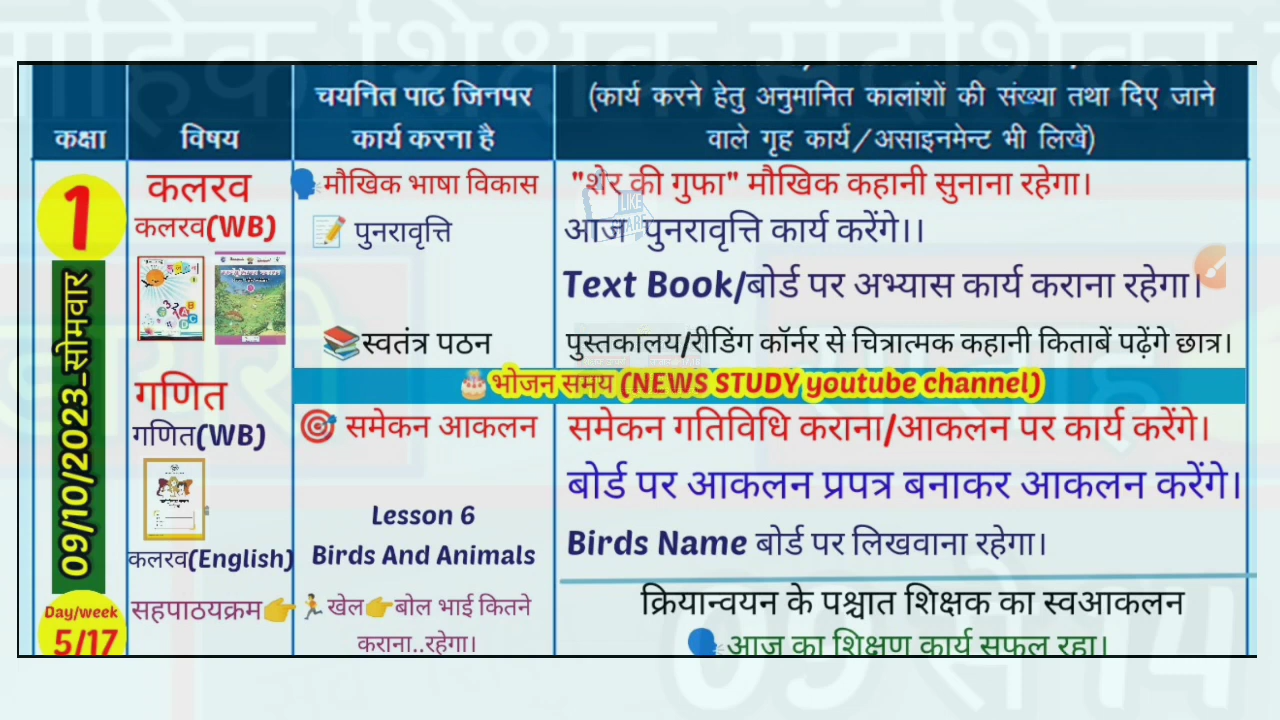 चयनित पाठ जिनपर
(कार्य करने हेतु अनुमानित कालांशों की संख्या तथा दिए जाने
कक्षा
विषय
कार्य करना है
वाले गृह कार्य/असाइनमेन्ट भी लिखें)
1
कलरव
🗣️मौखिक भाषा विकास
"शेर की गुफा" मौखिक कहानी सुनाना रहेगा।
कलरव(WB)
📝 पुनरावृत्ति
आज पुनरावृत्ति कार्य करेंगे।।
LIKE
SHARE
Text Book/बोर्ड पर अभ्यास कार्य कराना रहेगा।
09/10/2023-सोमवार
📚स्वतंत्र पठन
पुस्तकालय/रीडिंग कॉर्नर से चित्रात्मक कहानी किताबें पढ़ेंगे छात्र।
🎂भोजन समय (NEWS STUDY youtube channel)
गणित
🎯 समेकन आकलन
समेकन गतिविधि कराना/आकलन पर कार्य करेंगे।
गणित(WB)
बोर्ड पर आकलन प्रपत्र बनाकर आकलन करेंगे।
Lesson 6
Birds And Animals
Birds Name बोर्ड पर लिखवाना रहेगा।
कलरव(English)
क्रियान्वयन के पश्चात शिक्षक का स्वआकलन
Day/week
सहपाठयक्रम👉
🏃खेल👉बोल भाई कितने
5/17
कराना..रहेगा।
🗣️आज का शिक्षण कार्य सफल रहा।
09 से 14